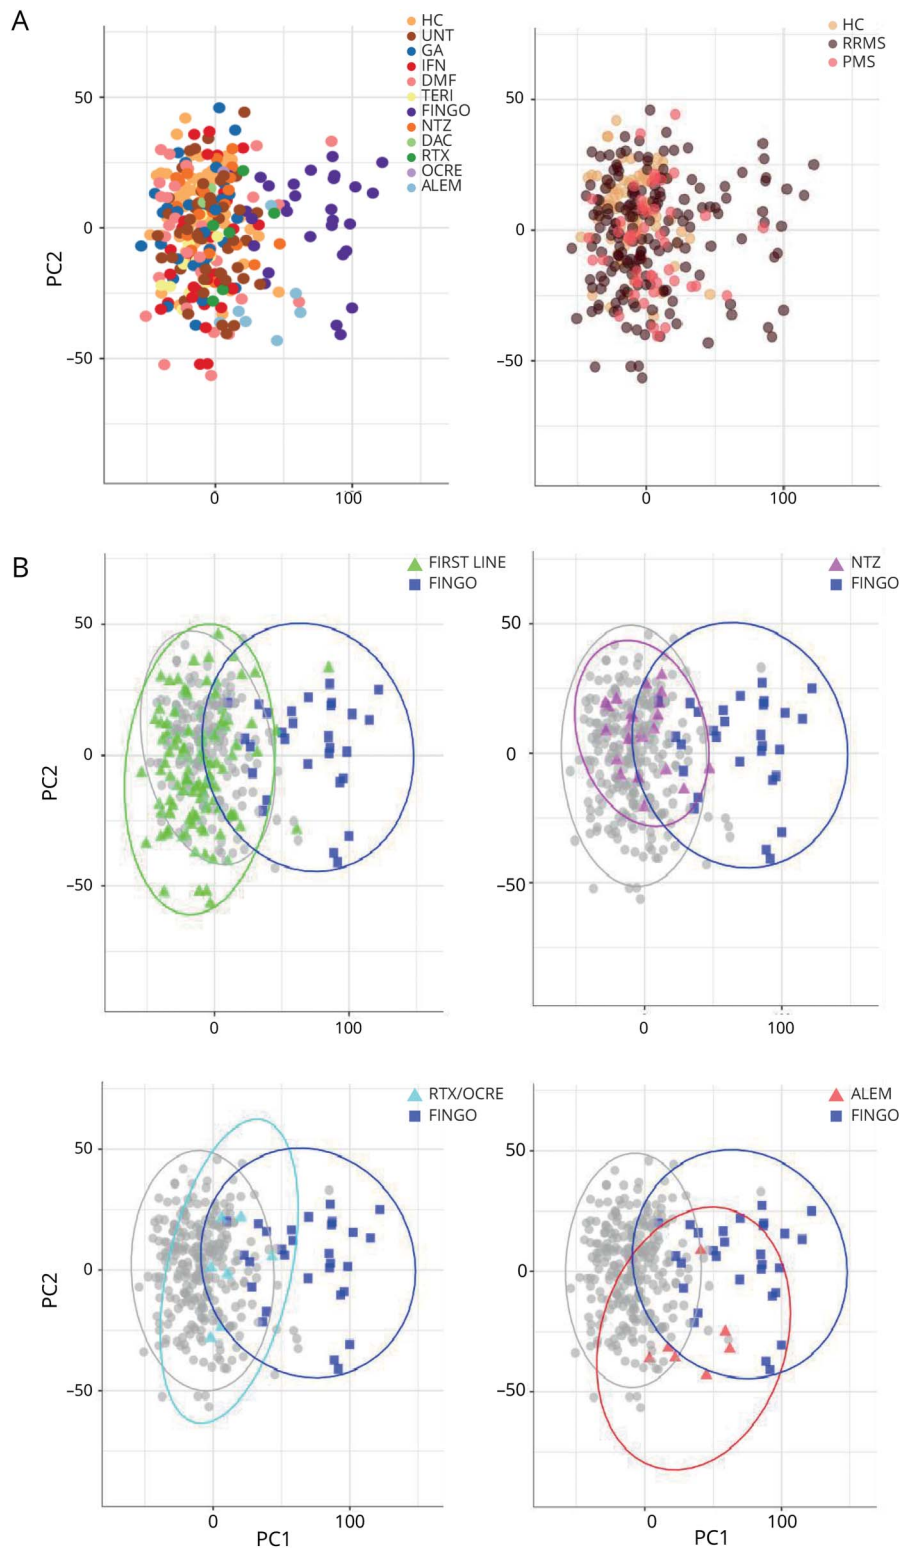 A
HC
UNT
GA
IFN
DMF
TERI
FINGO
NTZ
DAC
RTX
OCRE
ALEM
50
0
−50
PC2
0
100
HC
RRMS
PMS
50
0
−50
0
100
B
FIRST LINE
FINGO
50
0
−50
PC2
0
100
NTZ
FINGO
50
0
−50
0
100
RTX/OCRE
FINGO
50
0
−50
PC2
0
100
PC1
ALEM
FINGO
50
0
−50
0
100
PC1